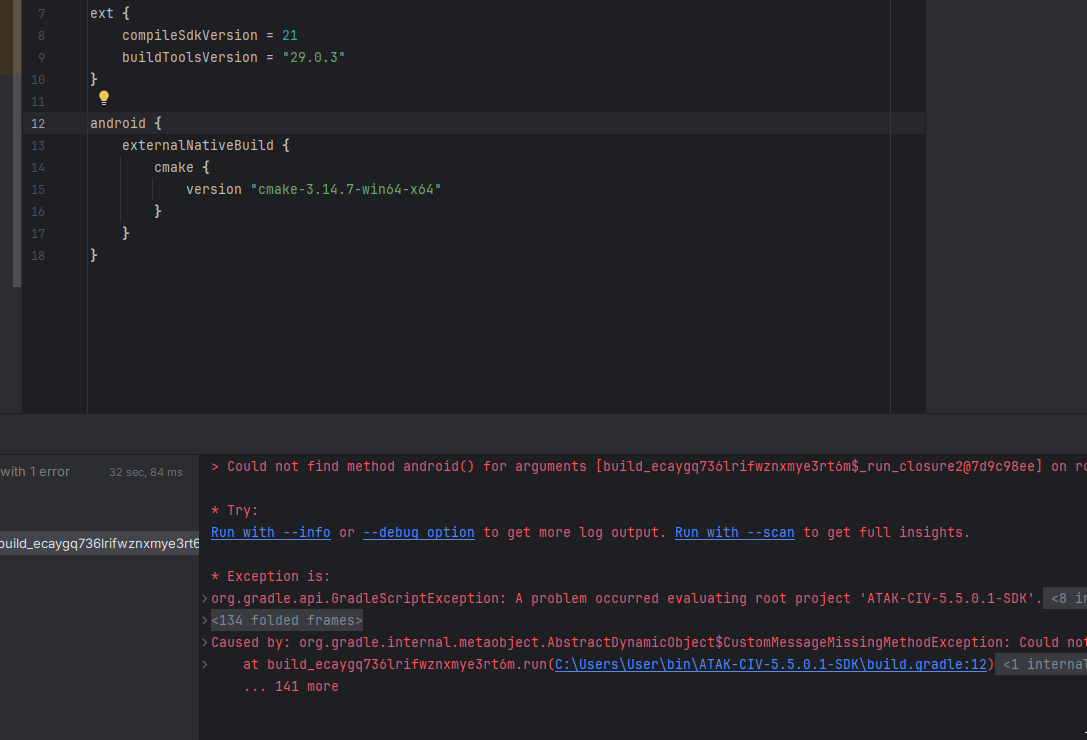 7 ext {
8 compileSdkVersion = 21
9 buildToolsVersion = "29.0.3"
10 }
11
12 android {
13 externalNativeBuild {
14 cmake {
15 version "cmake-3.14.7-win64-x64"
16 }
17 }
18 }
with 1 error 32 sec, 84 ms
build_ecaygq736lrifwznxmye3rt6
> Could not find method android() for arguments [build_ecaygq736lrifwznxmye3rt6m$_run_closure2@7d9c98ee] on ro
* Try:
Run with --info or --debug option to get more log output. Run with --scan to get full insights.
* Exception is:
org.gradle.api.GradleScriptException: A problem occurred evaluating root project 'ATAK-CIV-5.5.0.1-SDK'. <8 in
<134 folded frames>
Caused by: org.gradle.internal.metaobject.AbstractDynamicObject$CustomMessageMissingMethodException: Could not
at build_ecaygq736lrifwznxmye3rt6m.run(C:\Users\User\bin\ATAK-CIV-5.5.0.1-SDK\build.gradle:12) <1 internal
... 141 more